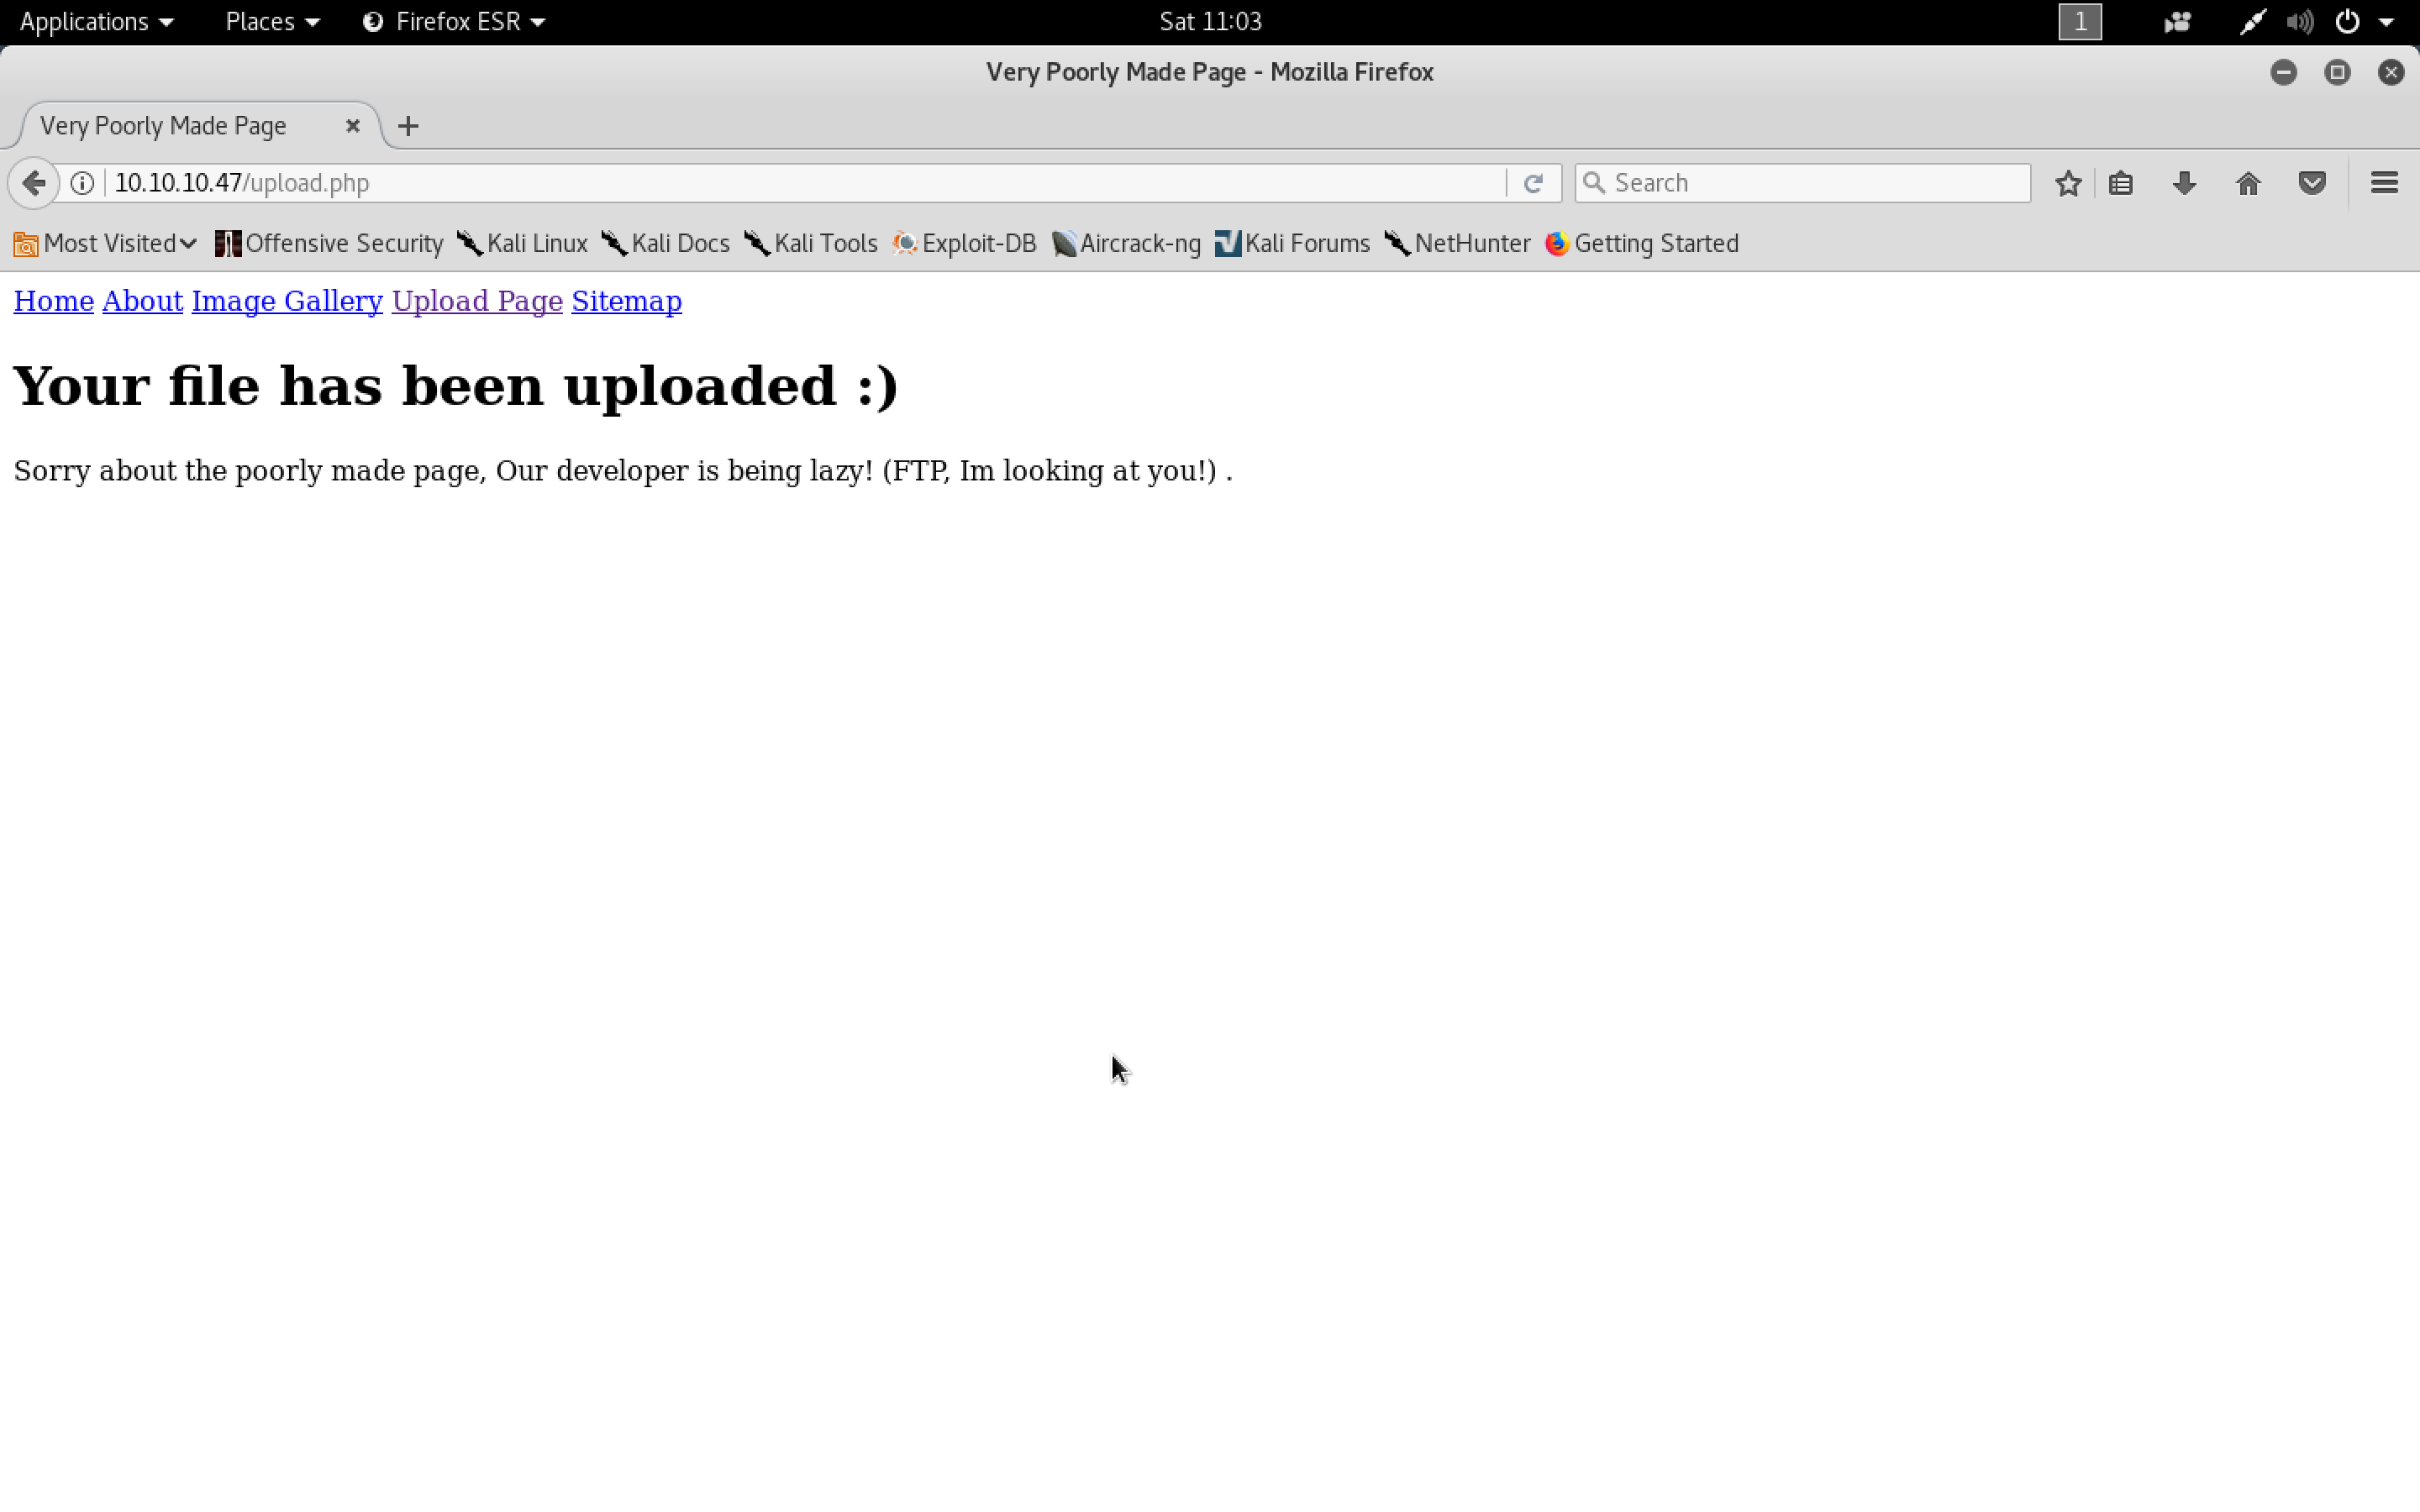 Applications Places Firefox ESR Sat 11:03 1
Very Poorly Made Page - Mozilla Firefox
Very Poorly Made Page
10.10.10.47/upload.php Search
Most Visited Offensive Security Kali Linux Kali Docs Kali Tools Exploit-DB Aircrack-ng Kali Forums NetHunter Getting Started
Home About Image Gallery Upload Page Sitemap
Your file has been uploaded :)
Sorry about the poorly made page, Our developer is being lazy! (FTP, Im looking at you!) .